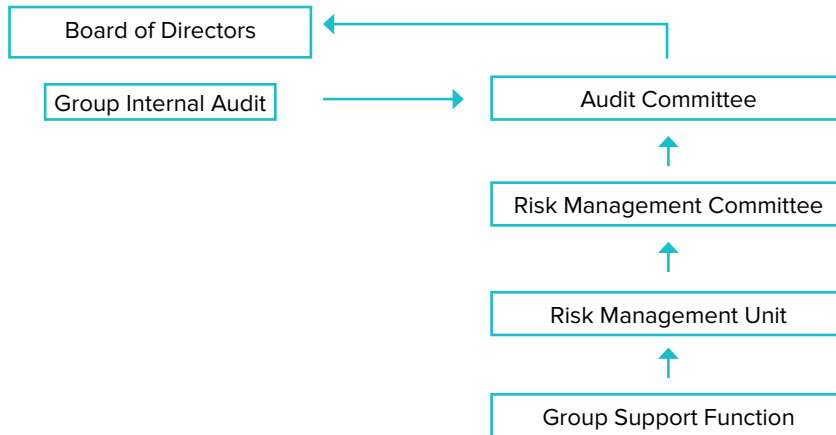 Board of Directors
Group Internal Audit
Audit Committee
Risk Management Committee
Risk Management Unit
Group Support Function